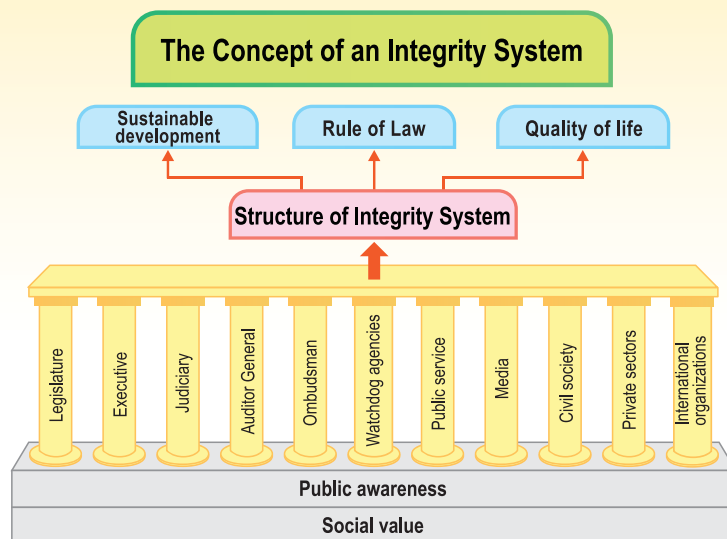 The Concept of an Integrity System
Sustainable
development
Rule of Law
Quality of life
Structure of Integrity System
Legislature
Executive
Judiciary
Auditor General
Ombudsman
Watchdog agencies
Public service
Media
Civil society
Private sectors
International
organizations
Public awareness
Social value